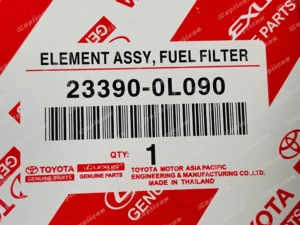 LEXUS
ELEMENT ASSY, FUEL FILTER
23390-0L090
QTY: 1
TOYOTA
GENUINE PARTS
LEXUS
GENUINE PARTS
TOYOTA MOTOR ASIA PACIFIC
ENGINEERING & MANUFACTURING CO.,LTD.
MADE IN THAILAND